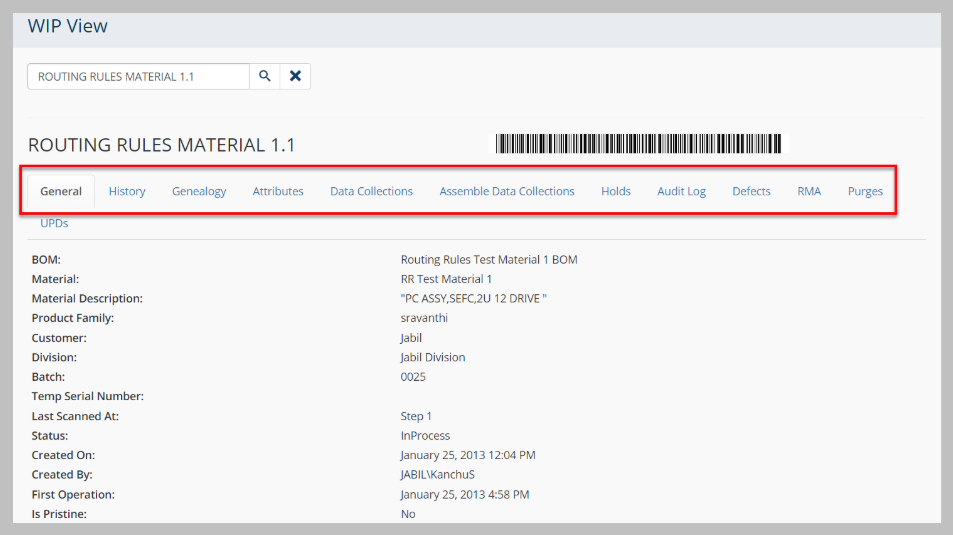 WIP View
ROUTING RULES MATERIAL 1.1
ROUTING RULES MATERIAL 1.1
General History Genealogy Attributes Data Collections Assemble Data Collections Holds Audit Log Defects RMA Purges
UPDs
BOM: Routing Rules Test Material 1 BOM
Material: RR Test Material 1
Material Description: "PC ASSY,SEFC,2U 12 DRIVE "
Product Family: sravanthi
Customer: Jabil
Division: Jabil Division
Batch: 0025
Temp Serial Number:
Last Scanned At: Step 1
Status: InProcess
Created On: January 25, 2013 12:04 PM
Created By: JABIL\KanchuS
First Operation: January 25, 2013 4:58 PM
Is Pristine: No